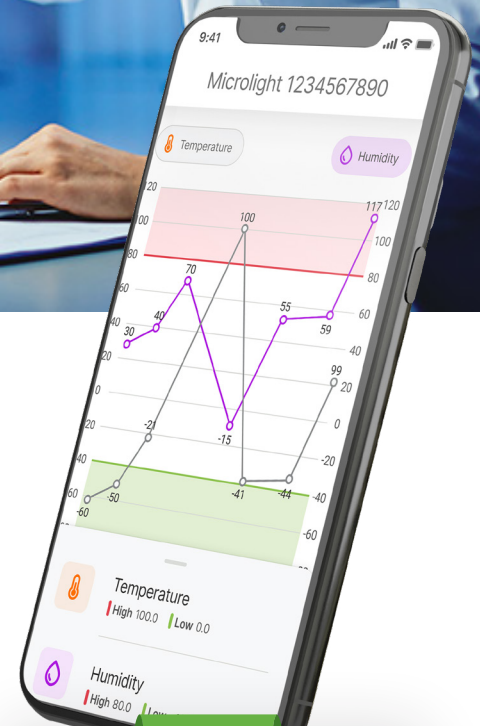 9:41
Microlight 1234567890
Temperature
Humidity
20 117 120
100
00 100
80 70 80
60 55 60
40 30 40 59 40
20 99 20
0 0
20 -21 -15 -20
40 -41 -44 -40
60 -60 -50 -60
Temperature
High 100.0 Low 0.0
Humidity
High 80.0